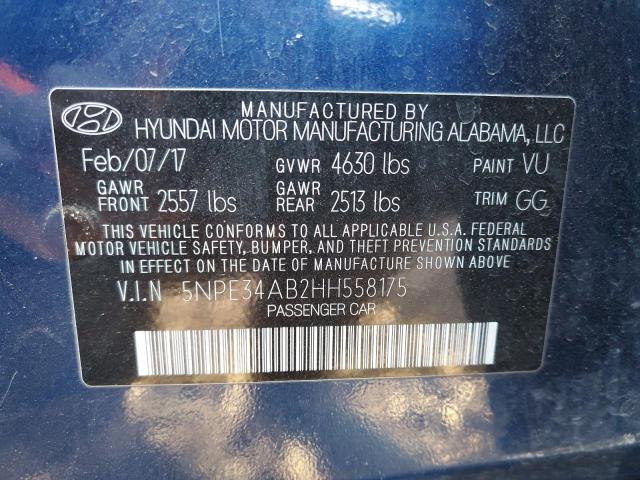 MANUFACTURED BY
HYUNDAI MOTOR MANUFACTURING ALABAMA, LLC
Feb/07/17 GVWR 4630 lbs PAINT VU
GAWR FRONT 2557 lbs GAWR REAR 2513 lbs TRIM GG
THIS VEHICLE CONFORMS TO ALL APPLICABLE U.S.A. FEDERAL
MOTOR VEHICLE SAFETY, BUMPER, AND THEFT PREVENTION STANDARDS
IN EFFECT ON THE DATE OF MANUFACTURE SHOWN ABOVE.
V.I.N 5NPE34AB2HH558175
PASSENGER CAR